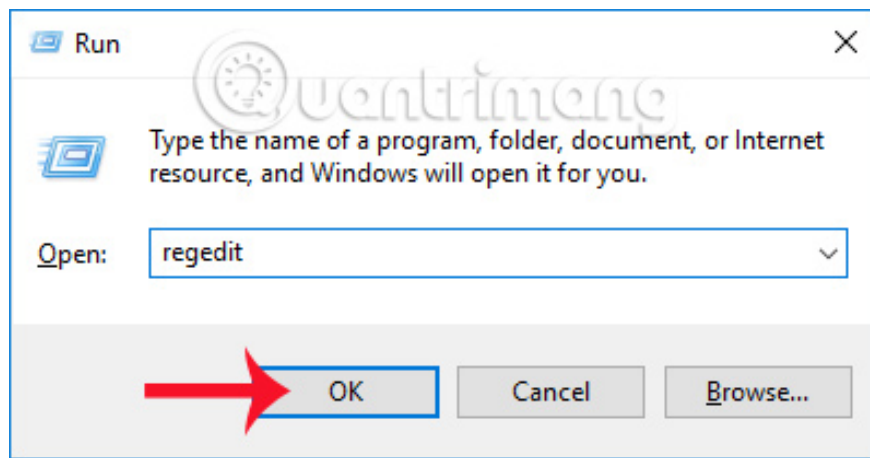 Run
Quantrimang
Type the name of a program, folder, document, or Internet
resource, and Windows will open it for you.
Open: regedit
OK Cancel Browse...